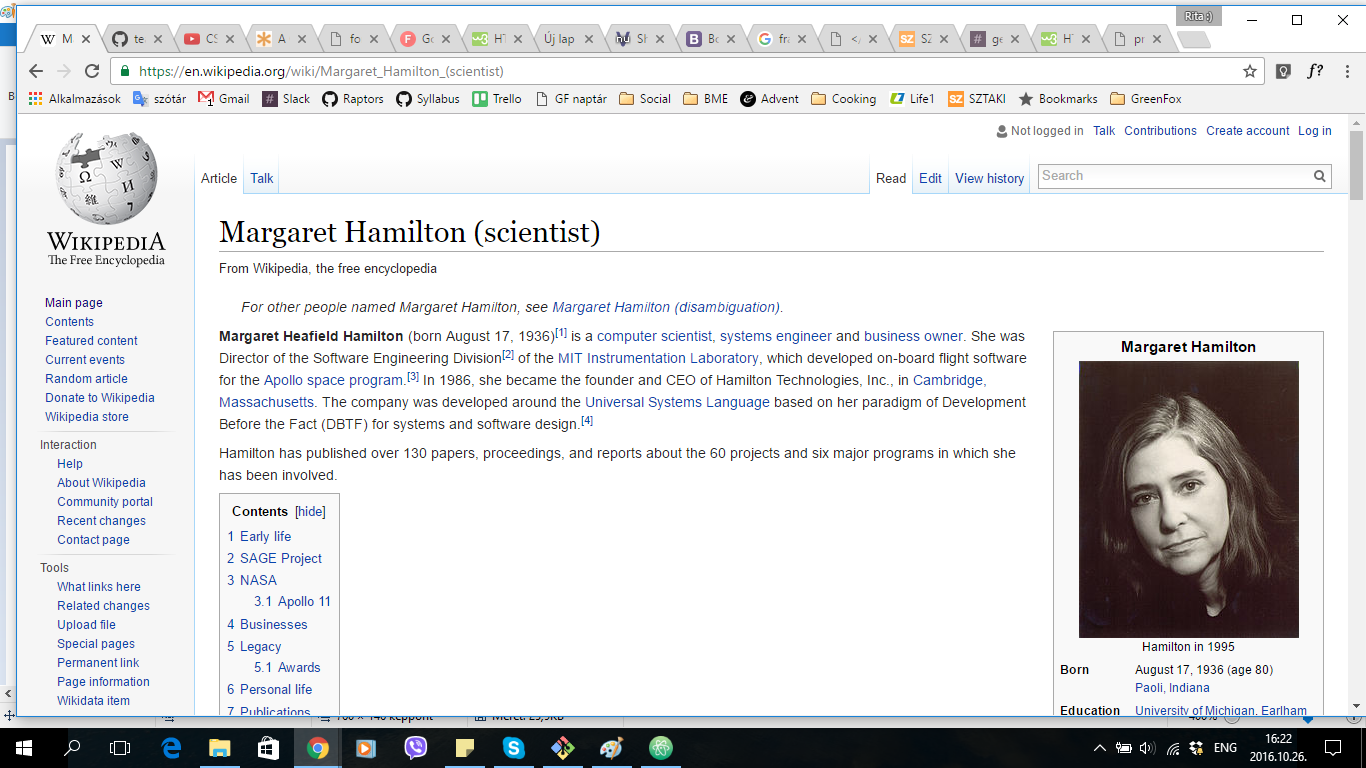 Rita :)
M
te
CS
A
fo
Go
HT
Új lap
Sh
Bo
fra
</
SZ
ge
HT
pr
https://en.wikipedia.org/wiki/Margaret_Hamilton_(scientist)
f?
Alkalmazások szótár Gmail Slack Raptors Syllabus Trello GF naptár Social BME Advent Cooking Life1 SZTAKI Bookmarks GreenFox
Not logged in Talk Contributions Create account Log in
Article Talk Read Edit View history Search
WIKIPEDIA
The Free Encyclopedia
Main page
Contents
Featured content
Current events
Random article
Donate to Wikipedia
Wikipedia store
Interaction
Help
About Wikipedia
Community portal
Recent changes
Contact page
Tools
What links here
Related changes
Upload file
Special pages
Permanent link
Page information
Wikidata item
Margaret Hamilton (scientist)
From Wikipedia, the free encyclopedia
For other people named Margaret Hamilton, see Margaret Hamilton (disambiguation).
Margaret Heafield Hamilton (born August 17, 1936)[1] is a computer scientist, systems engineer and business owner. She was
Director of the Software Engineering Division[2] of the MIT Instrumentation Laboratory, which developed on-board flight software
for the Apollo space program.[3] In 1986, she became the founder and CEO of Hamilton Technologies, Inc., in Cambridge,
Massachusetts. The company was developed around the Universal Systems Language based on her paradigm of Development
Before the Fact (DBTF) for systems and software design.[4]
Hamilton has published over 130 papers, proceedings, and reports about the 60 projects and six major programs in which she
has been involved.
Contents [hide]
1 Early life
2 SAGE Project
3 NASA
3.1 Apollo 11
4 Businesses
5 Legacy
5.1 Awards
6 Personal life
7 Publications
Margaret Hamilton
Hamilton in 1995
Born August 17, 1936 (age 80)
Paoli, Indiana
Education University of Michigan, Earlham
ENG
16:22
2016.10.26.